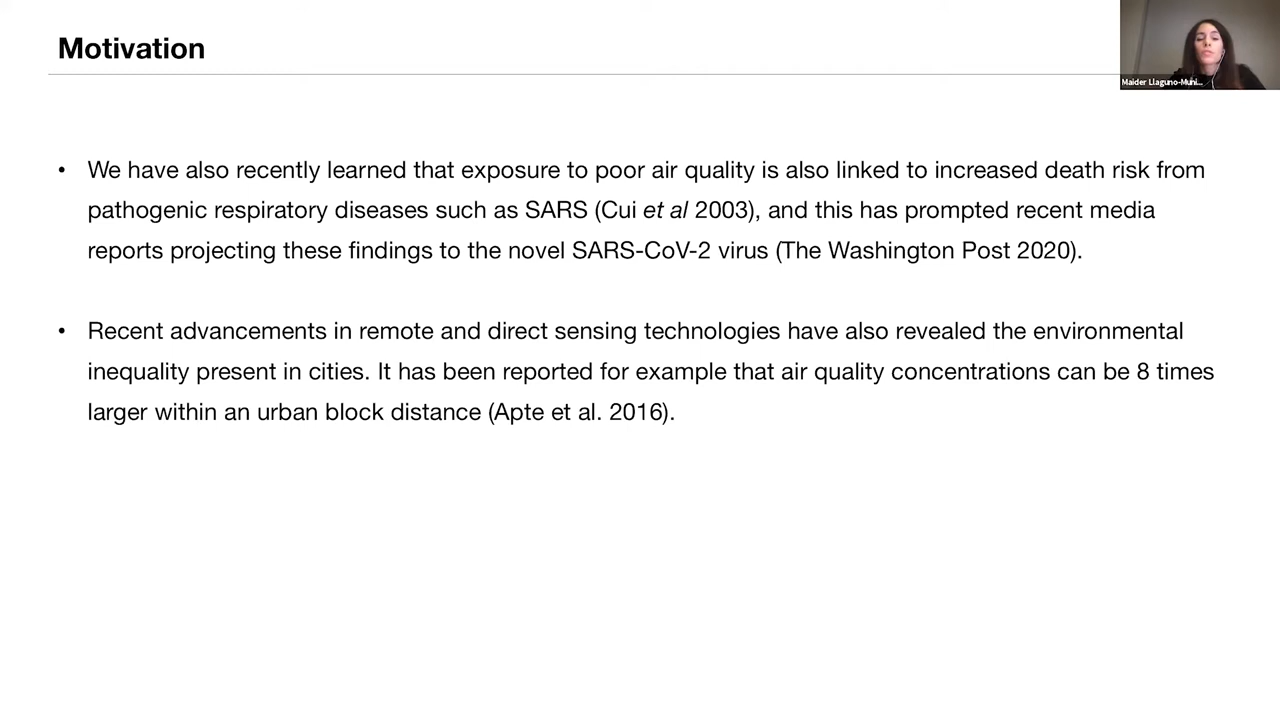 Motivation
Maider Llaguno-Muni...
• We have also recently learned that exposure to poor air quality is also linked to increased death risk from
pathogenic respiratory diseases such as SARS (Cui et al 2003), and this has prompted recent media
reports projecting these findings to the novel SARS-CoV-2 virus (The Washington Post 2020).
• Recent advancements in remote and direct sensing technologies have also revealed the environmental
inequality present in cities. It has been reported for example that air quality concentrations can be 8 times
larger within an urban block distance (Apte et al. 2016).